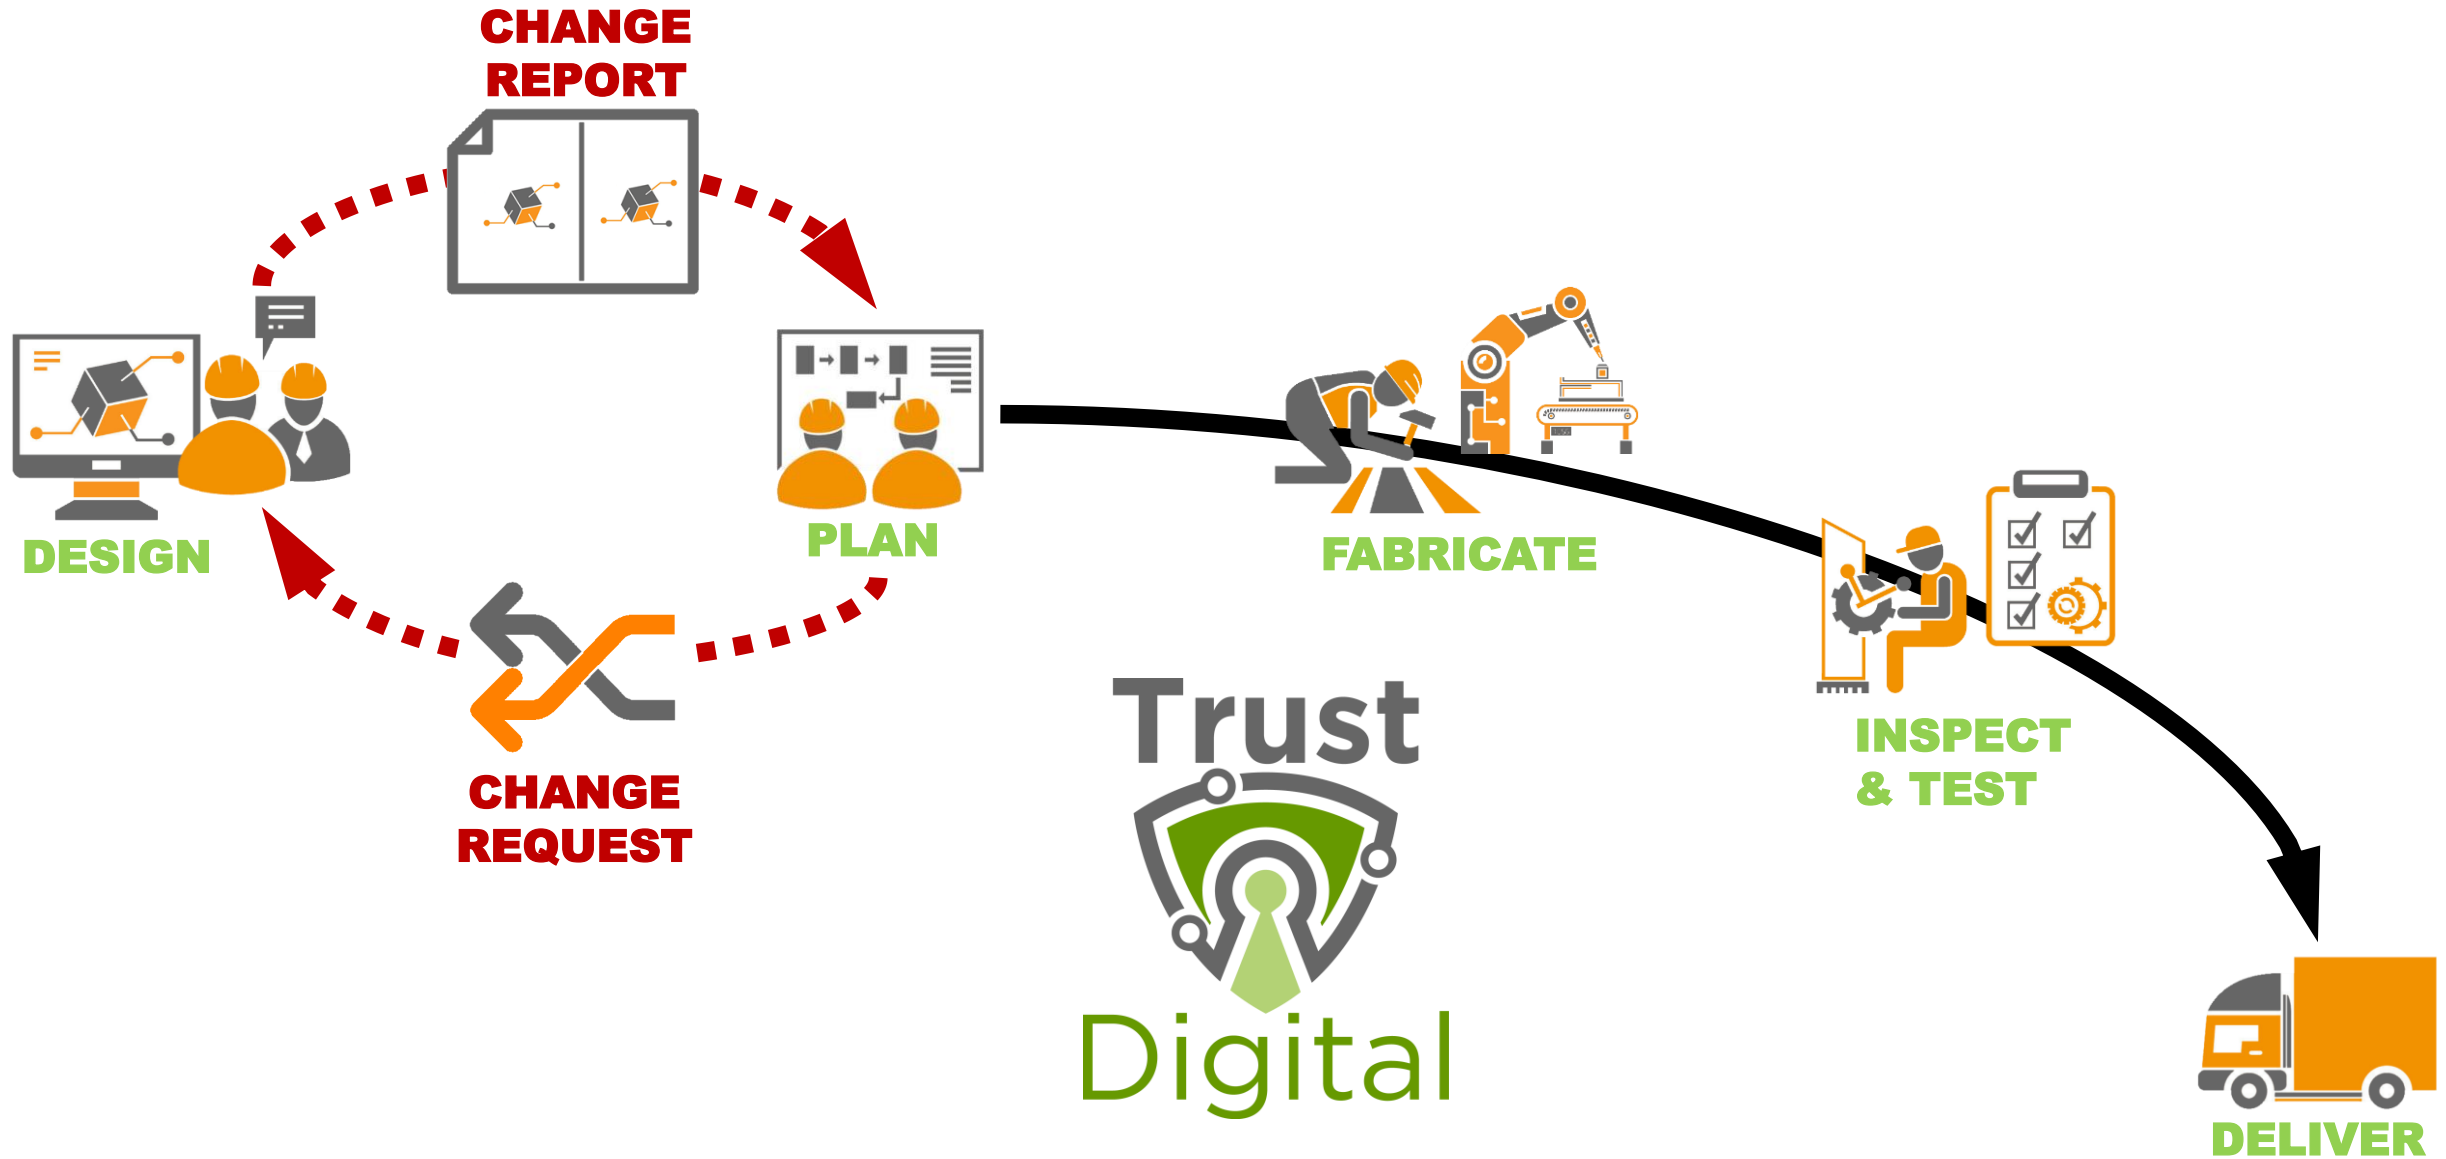 CHANGE
REPORT
DESIGN
PLAN
FABRICATE
CHANGE
REQUEST
INSPECT
& TEST
Trust
Digital
DELIVER